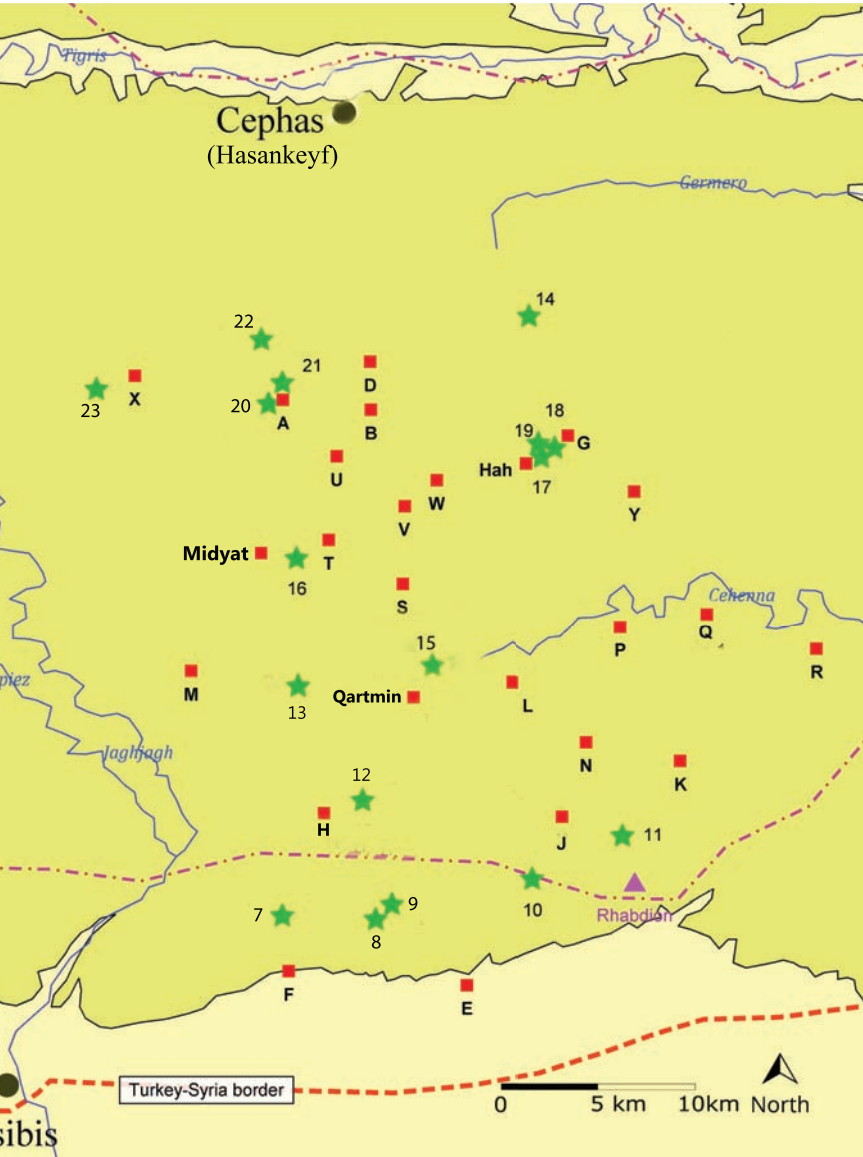 Tigris
Cephas
(Hasankeyf)
Germero
14
22
21
D
X
23
20
A
B
18
19
G
Hah
17
U
W
Y
V
Midyat
T
16
S
Cehenna
Q
P
15
R
M
13
Qartmin
L
piez
Jaghjagh
N
K
12
H
J
11
10
Rhabdion
7
9
8
F
E
Turkey-Syria border
0 5 km 10km North
sibis